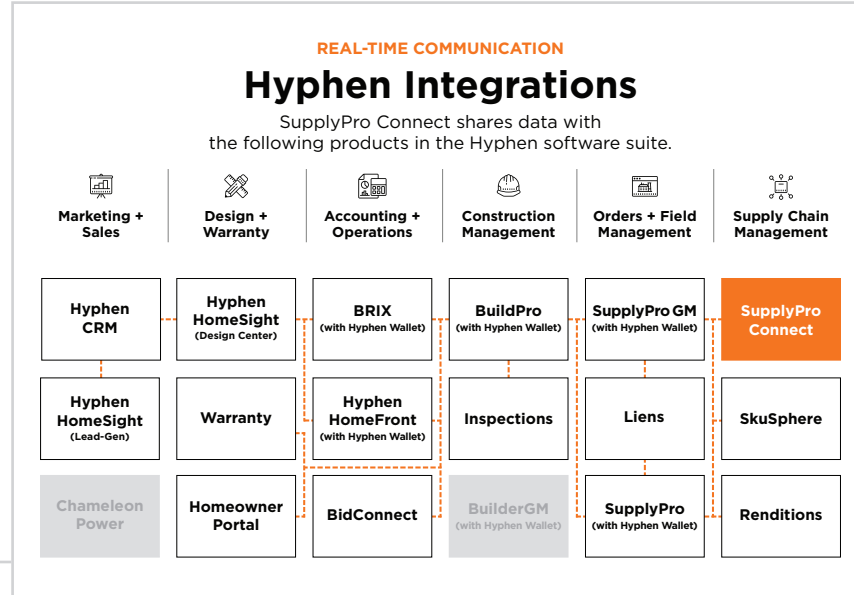 REAL-TIME COMMUNICATION
Hyphen Integrations
SupplyPro Connect shares data with
the following products in the Hyphen software suite.
Marketing +
Sales
Design +
Warranty
Accounting +
Operations
Construction
Management
Orders + Field
Management
Supply Chain
Management
Hyphen
CRM
Hyphen
HomeSight
(Design Center)
BRIX
(with Hyphen Wallet)
BuildPro
(with Hyphen Wallet)
SupplyPro GM
(with Hyphen Wallet)
SupplyPro
Connect
Hyphen
HomeSight
(Lead-Gen)
Warranty
Hyphen
HomeFront
(with Hyphen Wallet)
Inspections
Liens
SkuSphere
Chameleon
Power
Homeowner
Portal
BidConnect
BuilderGM
(with Hyphen Wallet)
SupplyPro
(with Hyphen Wallet)
Renditions